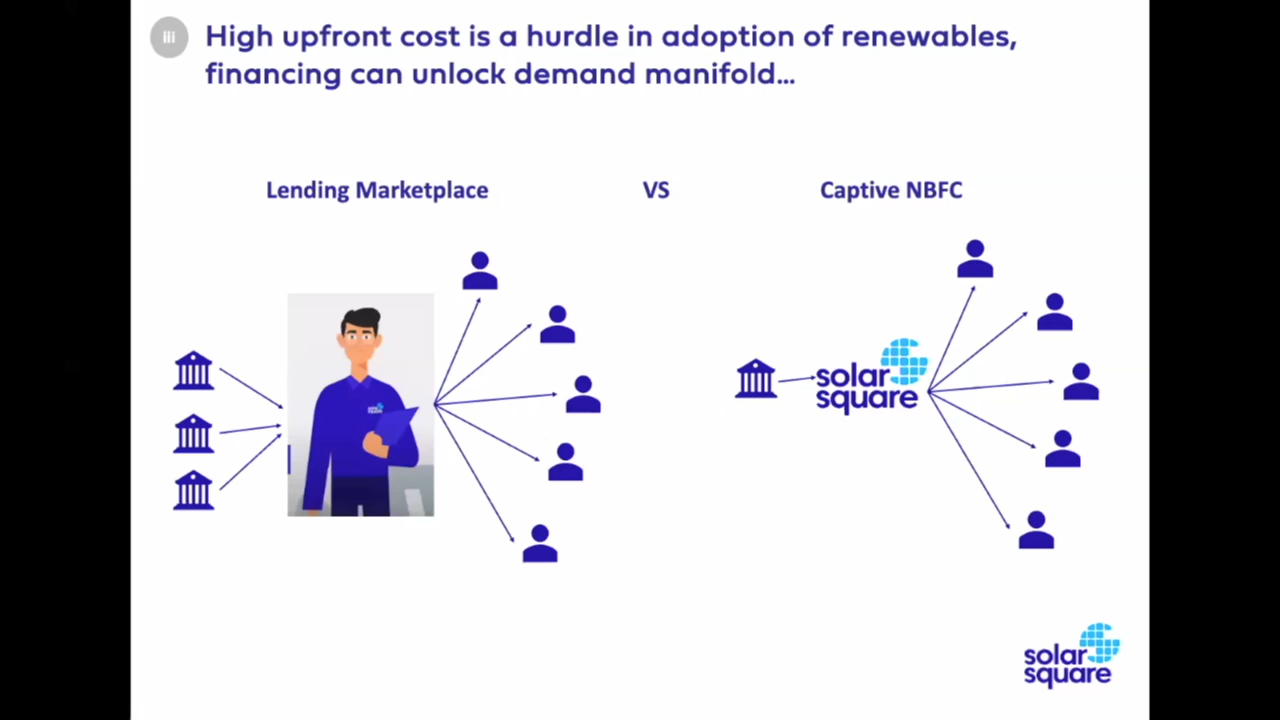 iii
High upfront cost is a hurdle in adoption of renewables,
financing can unlock demand manifold...
Lending Marketplace
VS
Captive NBFC
solar
square
solar
square